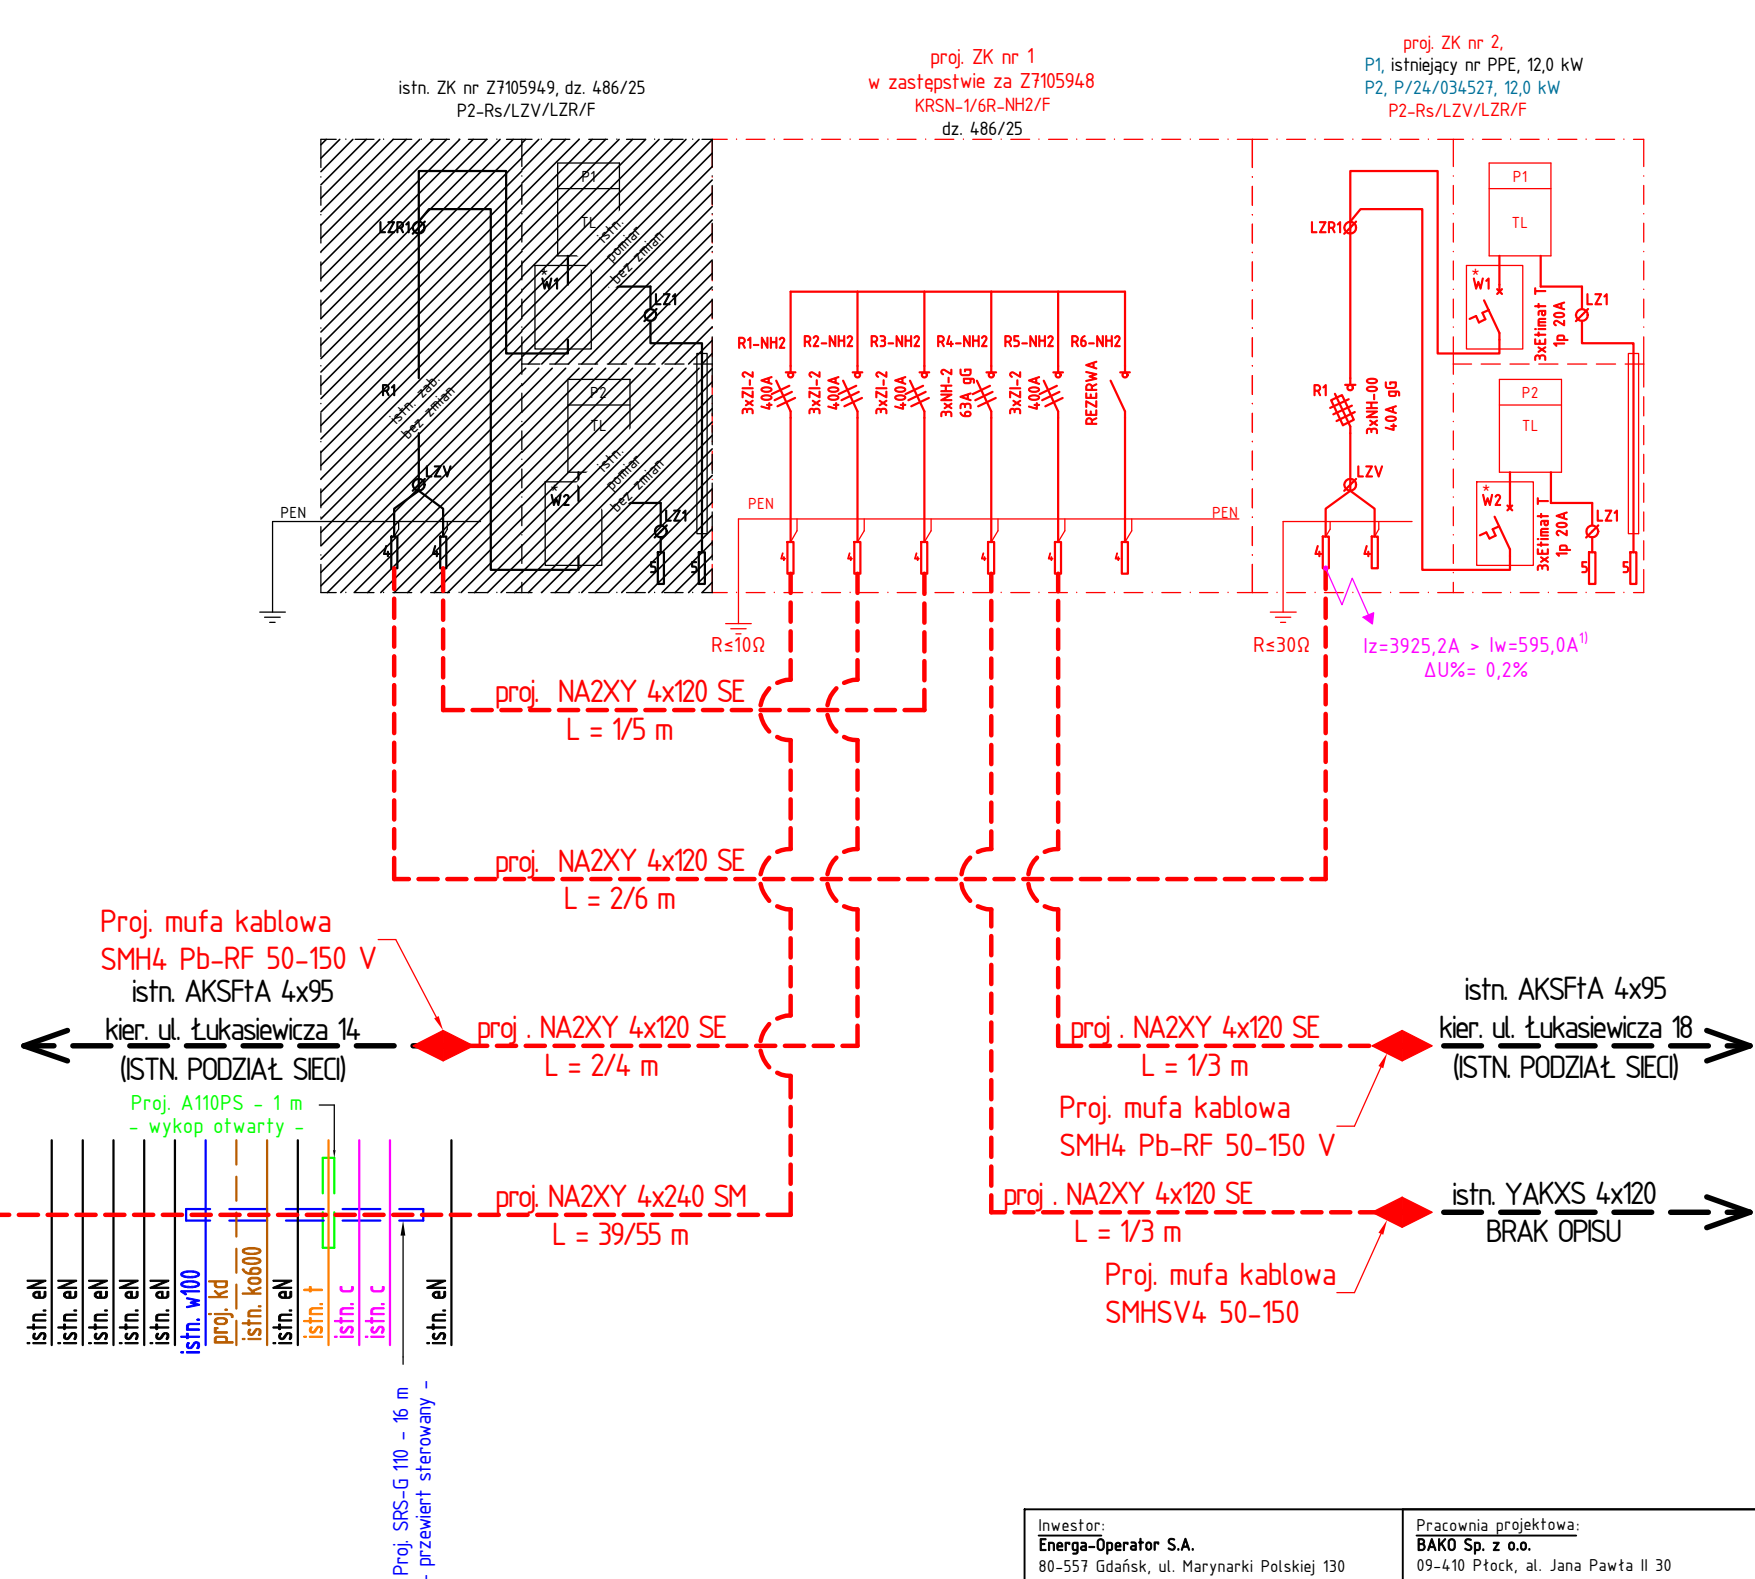 istn. ZK nr Z7105949, dz. 486/25
P2-Rs/LZV/LZR/F
proj. ZK nr 1
w zastępstwie za Z7105948
KRSN-1/6R-NH2/F
dz. 486/25
proj. ZK nr 2,
P1, istniejący nr PPE, 12,0 kW
P2, P/24/034527, 12,0 kW
P2-Rs/LZV/LZR/F
P1
TL
LZR1
istn.
pomiar
bez zmian
*
W1
LZ1
R1
istn. zab.
bez zmian
P2
TL
istn.
pomiar
bez zmian
LZV
*
W2
LZ1
PEN
4
4
5
5
R1-NH2
R2-NH2
R3-NH2
R4-NH2
R5-NH2
R6-NH2
3xZI-2
400A
3xZI-2
400A
3xZI-2
400A
3xNH-2
63A gG
3xZI-2
400A
REZERWA
PEN
PEN
4
4
4
4
4
4
R≤10Ω
P1
TL
LZR1
*
W1
3xEtimat T
1p 20A
LZ1
R1
3xNH-00
40A gG
P2
TL
LZV
*
W2
3xEtimat T
1p 20A
LZ1
4
4
5
5
R≤30Ω
Iz=3925,2A > Iw=595,0A1)
ΔU%= 0,2%
proj. NA2XY 4x120 SE
L = 1/5 m
proj. NA2XY 4x120 SE
L = 2/6 m
Proj. mufa kablowa
SMH4 Pb-RF 50-150 V
istn. AKSFtA 4x95
kier. ul. Łukasiewicza 14
(ISTN. PODZIAŁ SIECI)
proj . NA2XY 4x120 SE
L = 2/4 m
proj . NA2XY 4x120 SE
L = 1/3 m
istn. AKSFtA 4x95
kier. ul. Łukasiewicza 18
(ISTN. PODZIAŁ SIECI)
Proj. mufa kablowa
SMH4 Pb-RF 50-150 V
Proj. A110PS - 1 m
- wykop otwarty -
proj. NA2XY 4x240 SM
L = 39/55 m
proj . NA2XY 4x120 SE
L = 1/3 m
istn. YAKXS 4x120
BRAK OPISU
Proj. mufa kablowa
SMHSV4 50-150
istn. eN
istn. eN
istn. eN
istn. eN
istn. eN
istn. w100
proj. kd
istn. ko600
istn. eN
istn. t
istn. c
istn. c
istn. eN
Proj. SRS-G 110 - 16 m
- przewiert sterowany -
Inwestor:
Energa-Operator S.A.
80-557 Gdańsk, ul. Marynarki Polskiej 130
Pracownia projektowa:
BAKO Sp. z o.o.
09-410 Płock, al. Jana Pawła II 30